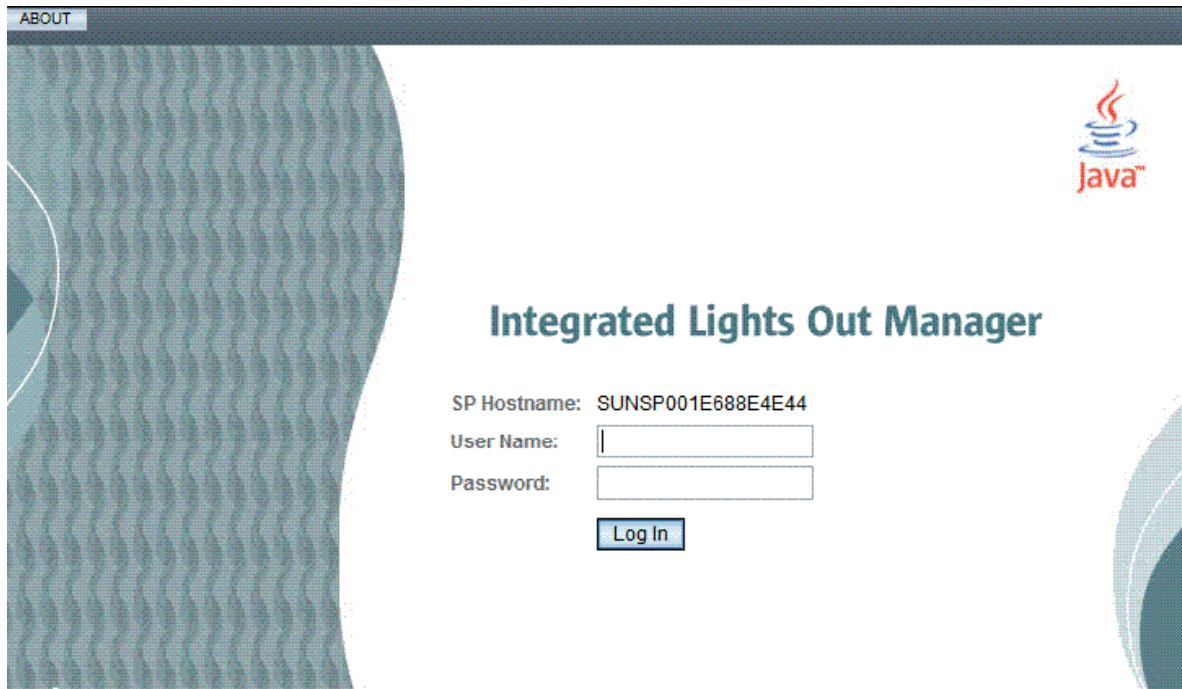 ABOUT
Java™
Integrated Lights Out Manager
SP Hostname: SUNSP001E688E4E44
User Name:
Password:
Log In